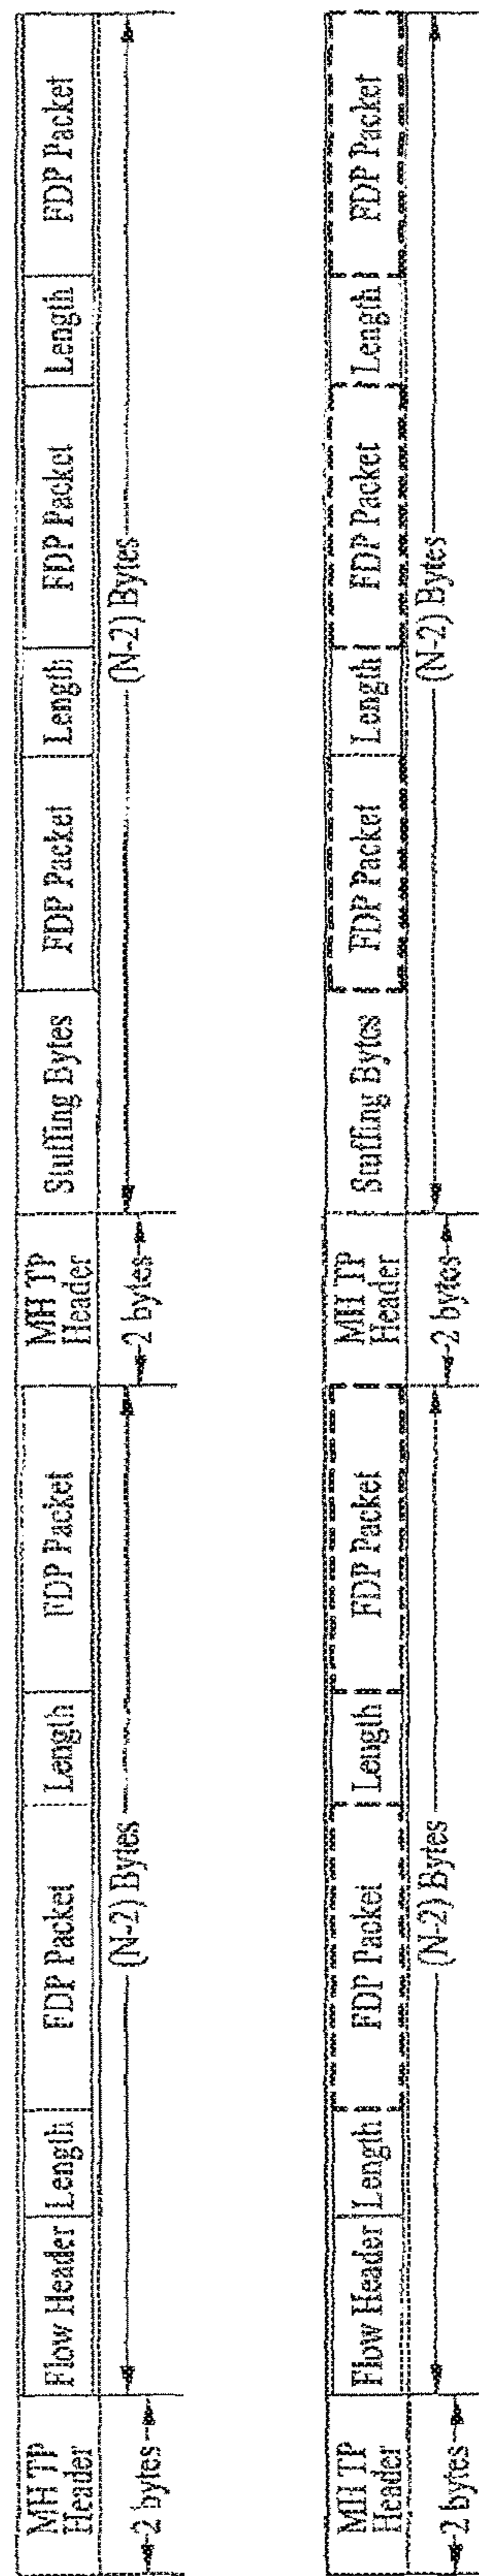 MH TP
Header
Flow Header
Length
FDP Packet
Length
FDP Packet
MH TP
Header
Stuffing Bytes
FDP Packet
Length
FDP Packet
Length
FDP Packet
2 bytes
(N-2) Bytes
2 bytes
(N-2) Bytes
MH TP
Header
Flow Header
Length
FDP Packet
Length
FDP Packet
MH TP
Header
Stuffing Bytes
FDP Packet
Length
FDP Packet
Length
FDP Packet
2 bytes
(N-2) Bytes
2 bytes
(N-2) Bytes